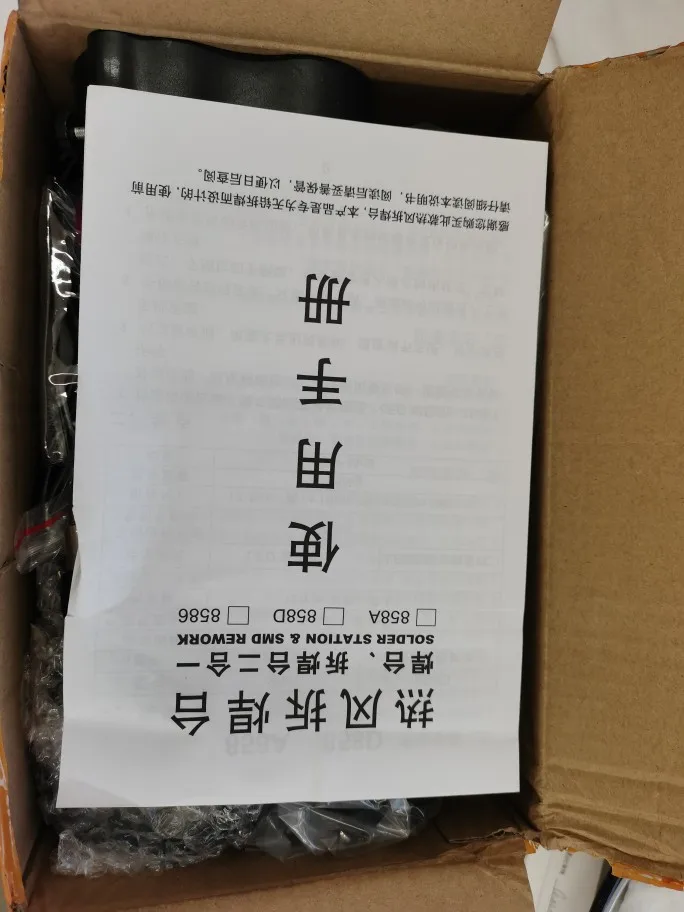 热风拆焊台
焊台、拆焊台二合一
SOLDER STATION & SMD REWORK
□858A □858D □8586
使
用
手
册
感谢您购买此款热风拆焊台，本产品是专为无铅拆焊而设计的，使用前
请仔细阅读本说明书，阅读后请妥善保管，以便日后查阅。